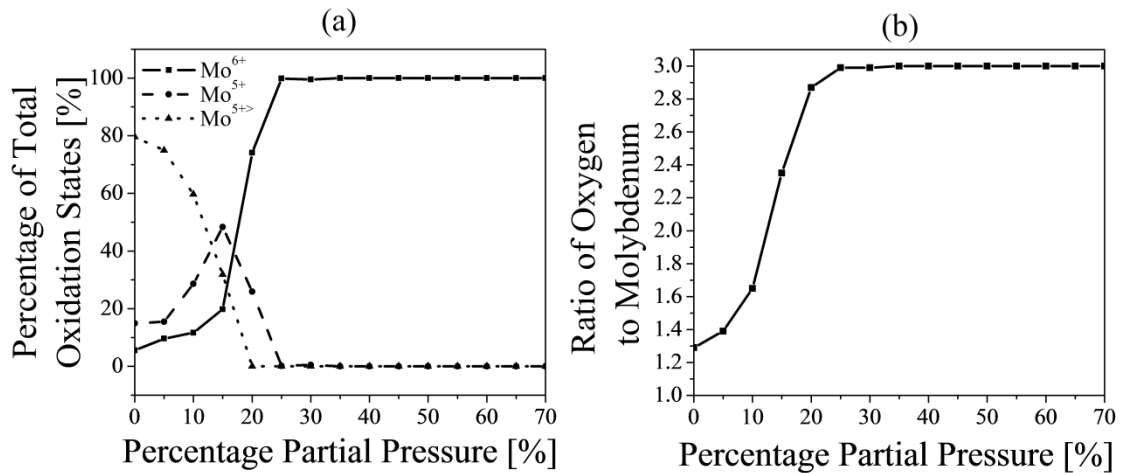 (a)
Percentage of Total
Oxidation States [%]
100
80
60
40
20
0
Mo6+
Mo5+
Mo5+>
0 10 20 30 40 50 60 70
Percentage Partial Pressure [%]
(b)
Ratio of Oxygen
to Molybdenum
3.0
2.8
2.6
2.4
2.2
2.0
1.8
1.6
1.4
1.2
1.0
0 10 20 30 40 50 60 70
Percentage Partial Pressure [%]